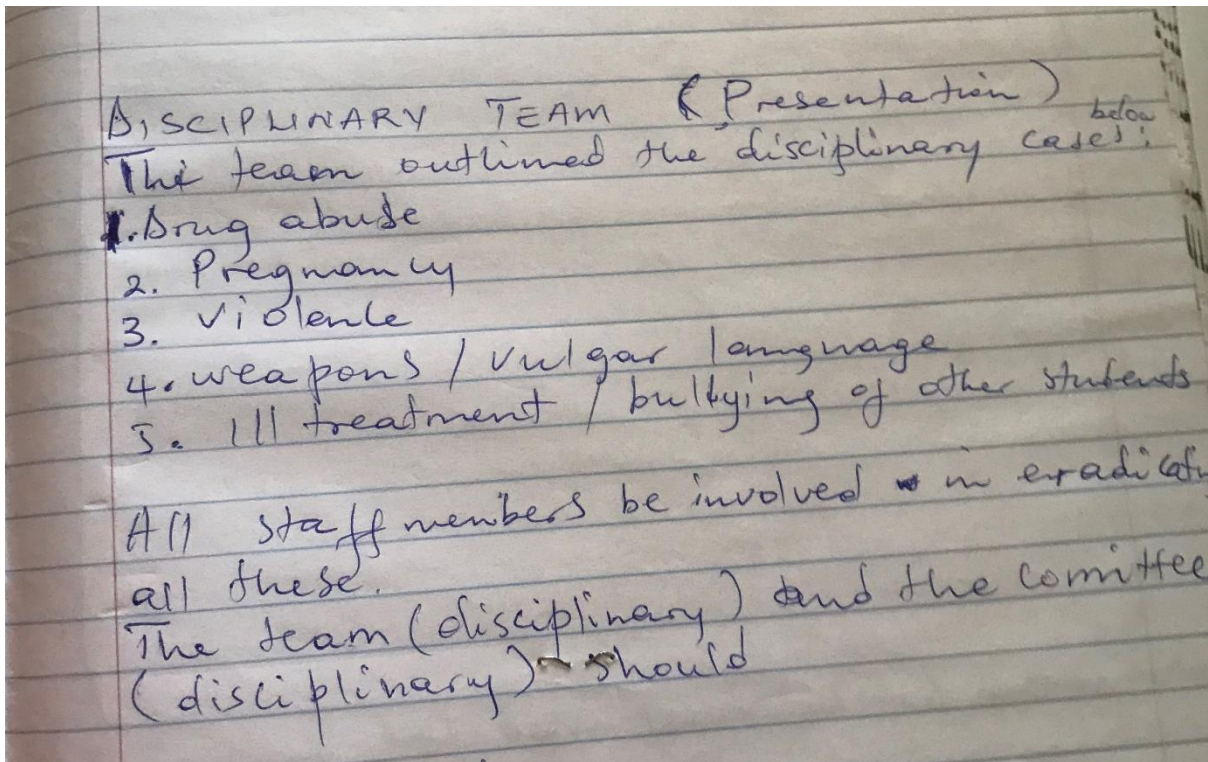 DISCIPLINARY TEAM (Presentation)
The team outlined the disciplinary cases below:
1. Drug abuse
2. Pregnancy
3. Violence
4. weapons / vulgar language
5. Ill treatment / bullying of other students
All staff members be involved in eradicatin
all these.
The team (disciplinary) and the comittee
(disciplinary) should